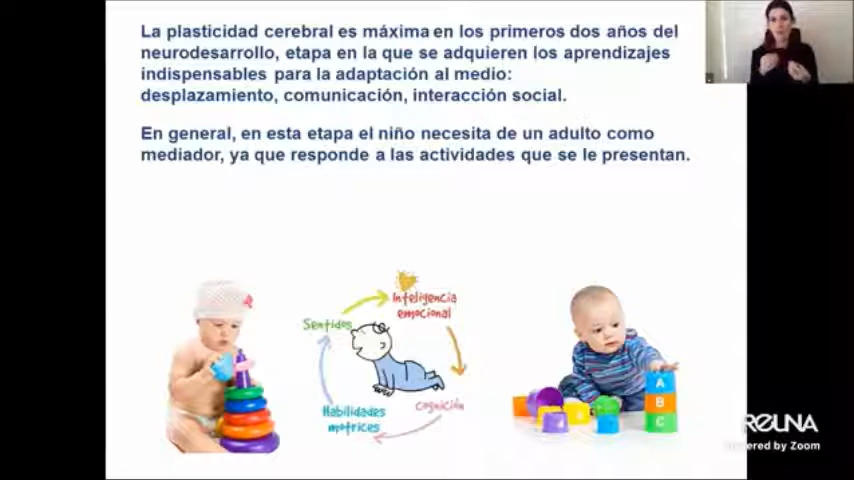 La plasticidad cerebral es máxima en los primeros dos años del
neurodesarrollo, etapa en la que se adquieren los aprendizajes
indispensables para la adaptación al medio:
desplazamiento, comunicación, interacción social.
En general, en esta etapa el niño necesita de un adulto como
mediador, ya que responde a las actividades que se le presentan.
Inteligencia
emocional
Sentidos
Habilidades
motrices
cognición
A
B
C
A
REUNA
Powered by Zoom